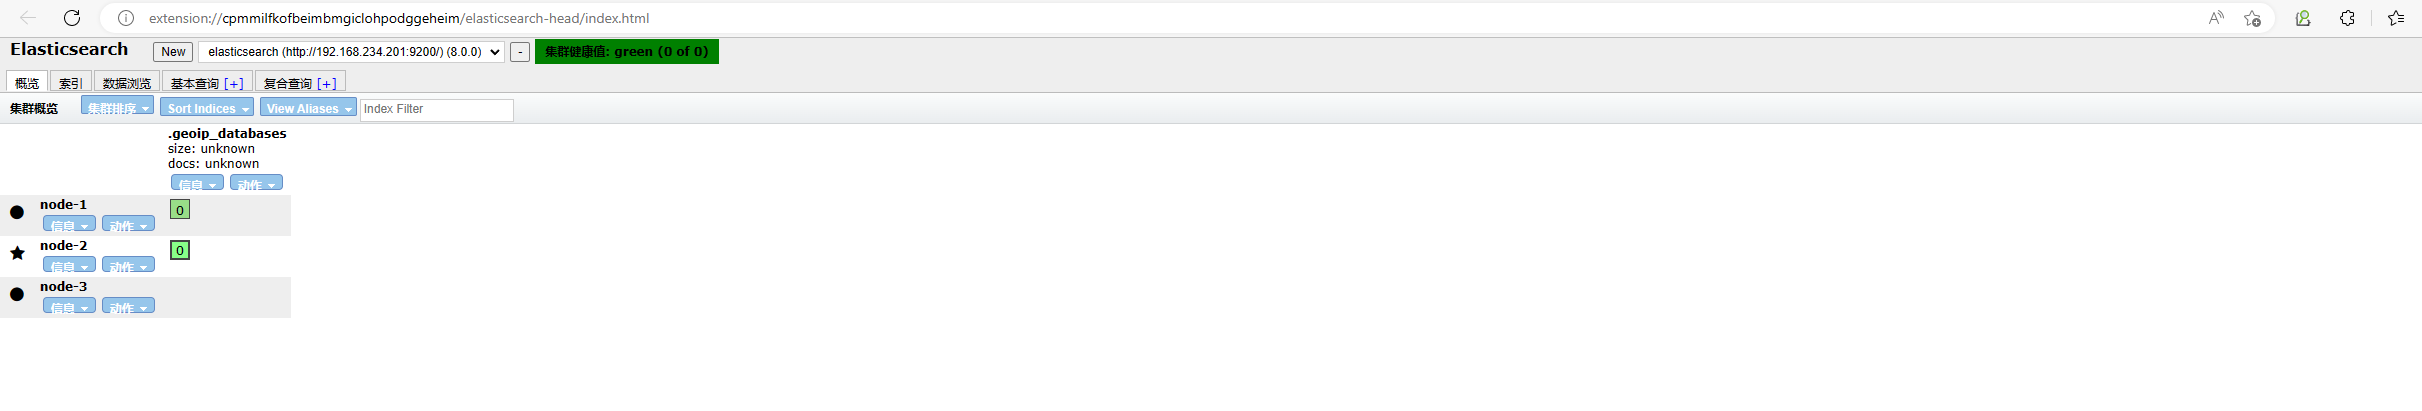 extension://cpmmilfkofbeimbmgiclohpodggeheim/elasticsearch-head/index.html
Elasticsearch New elasticsearch (http://192.168.234.201:9200/) (8.0.0) - 集群健康值: green (0 of 0)
概览 索引 数据浏览 基本查询 [+] 复合查询 [+]
集群概览 集群排序 Sort Indices View Aliases Index Filter
.geoip_databases
size: unknown
docs: unknown
信息 动作
node-1 0
信息 动作
node-2 0
信息 动作
node-3
信息 动作